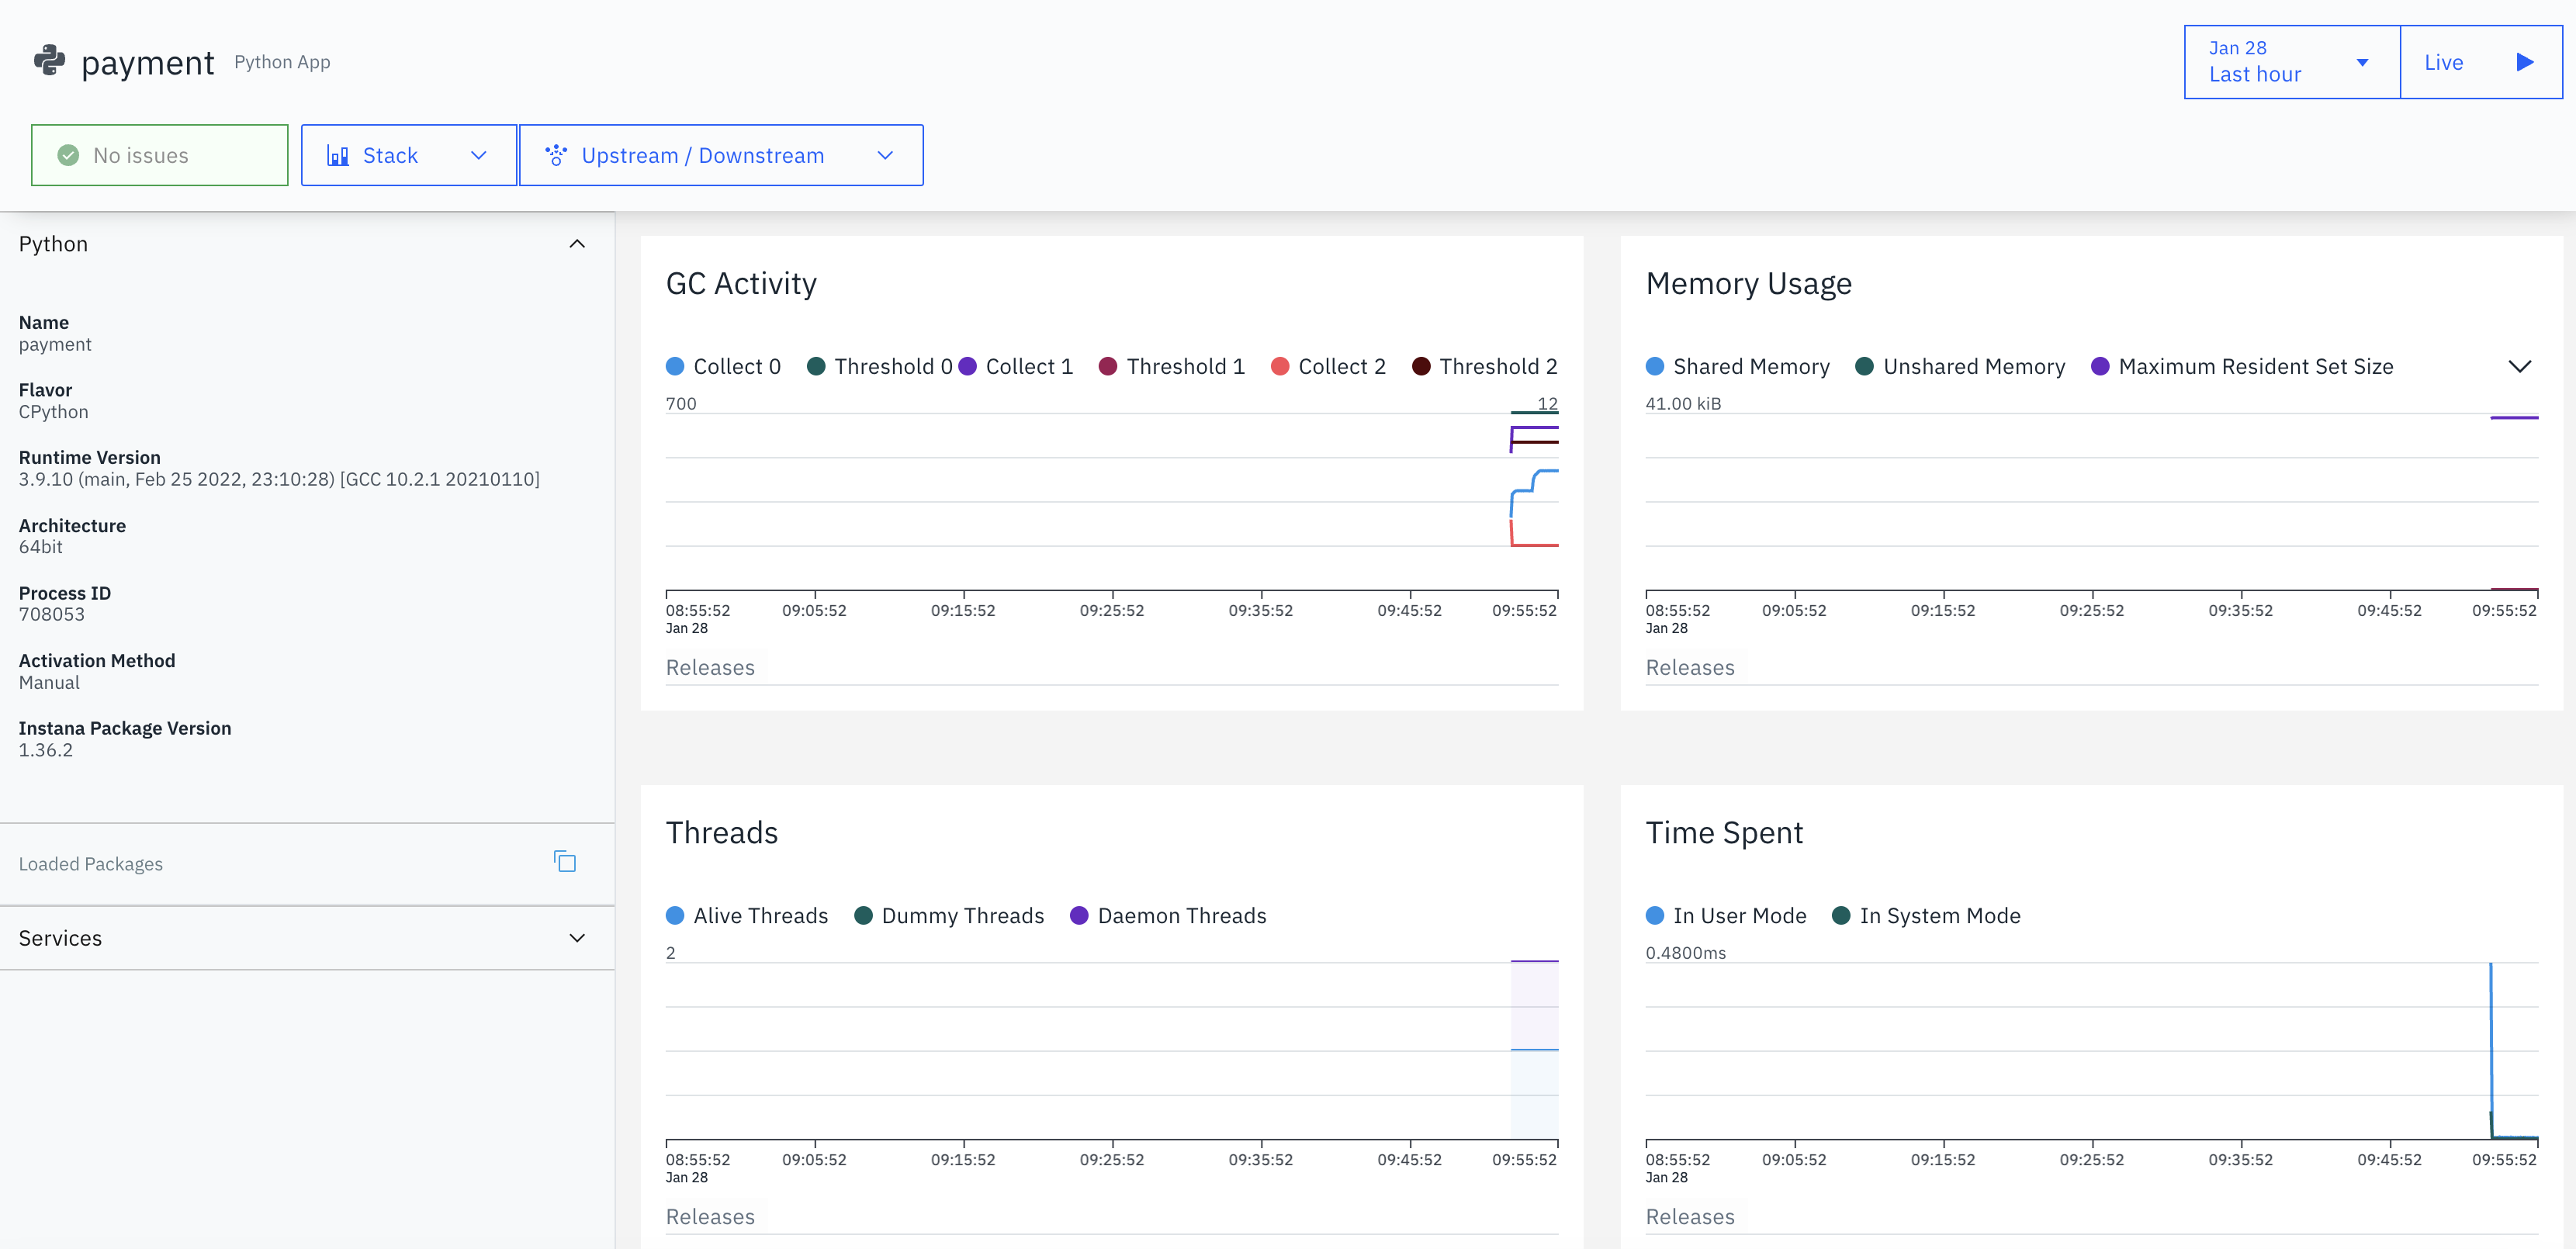 payment Python App
Jan 28
Last hour
Live
No issues
Stack
Upstream / Downstream
Python
Name
payment
Flavor
CPython
Runtime Version
3.9.10 (main, Feb 25 2022, 23:10:28) [GCC 10.2.1 20210110]
Architecture
64bit
Process ID
708053
Activation Method
Manual
Instana Package Version
1.36.2
Loaded Packages
Services
GC Activity
Collect 0 Threshold 0 Collect 1 Threshold 1 Collect 2 Threshold 2
700 12
08:55:52 09:05:52 09:15:52 09:25:52 09:35:52 09:45:52 09:55:52
Jan 28
Releases
Memory Usage
Shared Memory Unshared Memory Maximum Resident Set Size
41.00 kiB
08:55:52 09:05:52 09:15:52 09:25:52 09:35:52 09:45:52 09:55:52
Jan 28
Releases
Threads
Alive Threads Dummy Threads Daemon Threads
2
08:55:52 09:05:52 09:15:52 09:25:52 09:35:52 09:45:52 09:55:52
Jan 28
Releases
Time Spent
In User Mode In System Mode
0.4800ms
08:55:52 09:05:52 09:15:52 09:25:52 09:35:52 09:45:52 09:55:52
Jan 28
Releases